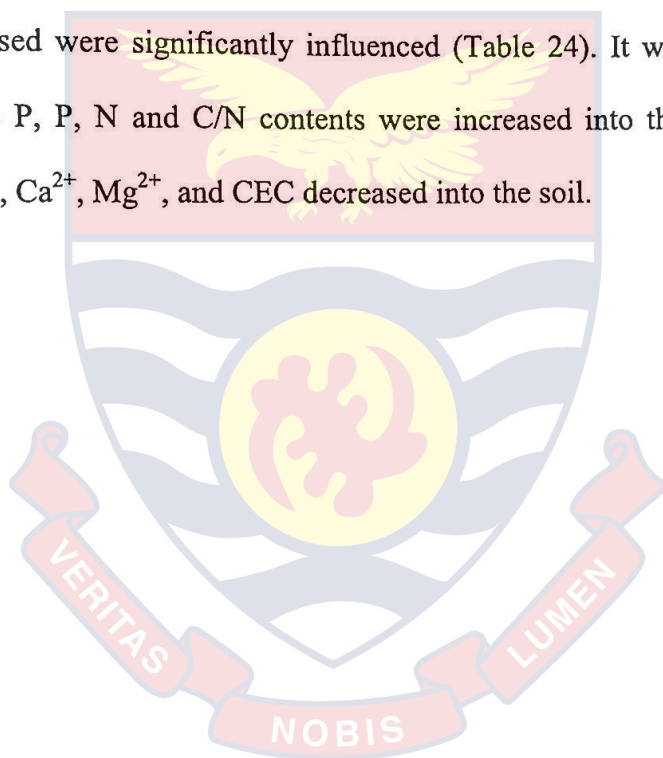 sed were significantly influenced (Table 24). It w
P, P, N and C/N contents were increased into th
, Ca²⁺, Mg²⁺, and CEC decreased into the soil.
VERITAS
NOBIS
LUMEN